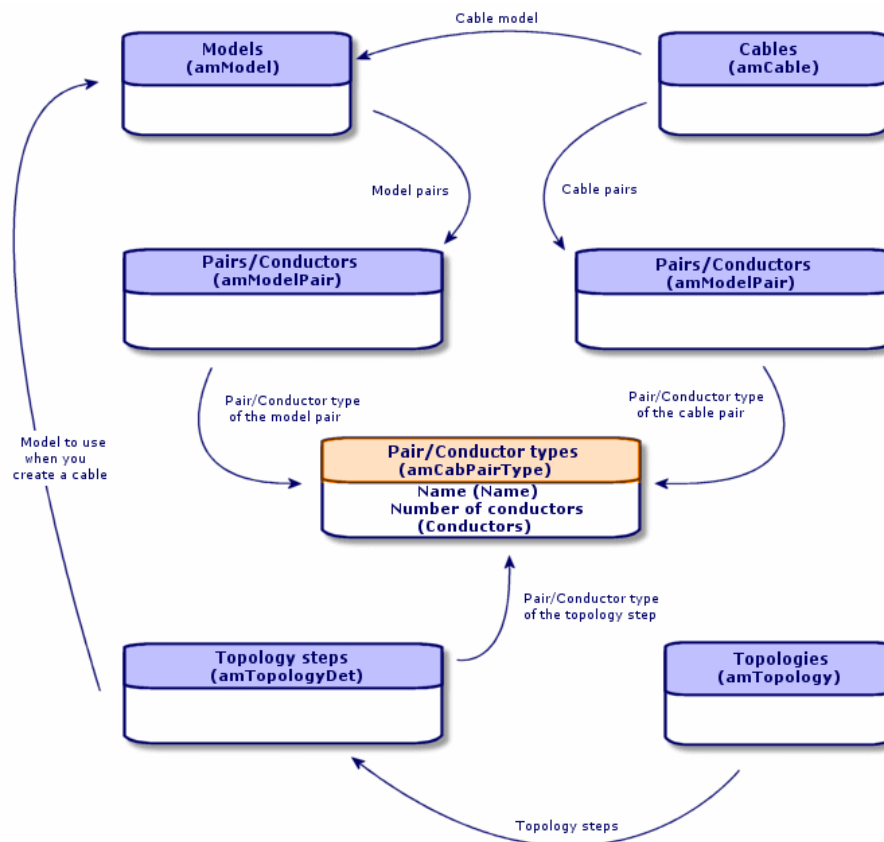 Cable model
Models
(amModel)
Cables
(amCable)
Model pairs
Cable pairs
Pairs/Conductors
(amModelPair)
Pairs/Conductors
(amModelPair)
Pair/Conductor type
of the model pair
Pair/Conductor type
of the cable pair
Model to use
when you
create a cable
Pair/Conductor types
(amCabPairType)
Name (Name)
Number of conductors
(Conductors)
Pair/Conductor type
of the topology step
Topology steps
(amTopologyDet)
Topologies
(amTopology)
Topology steps